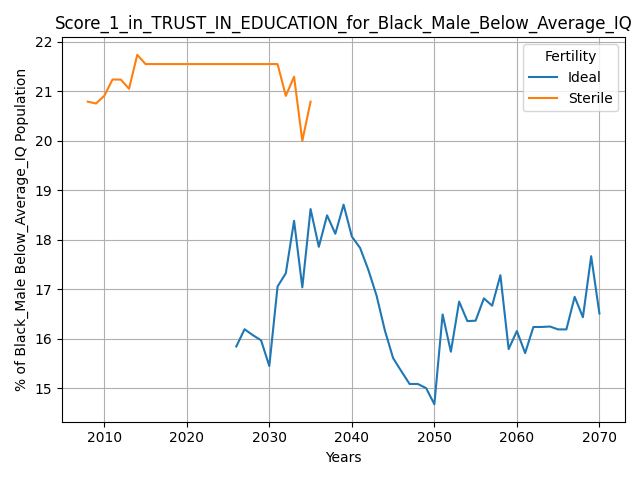 Score_1_in_TRUST_IN_EDUCATION_for_Black_Male_Below_Average_IQ
% of Black_Male Below_Average_IQ Population
22
21
20
19
18
17
16
15
Fertility
Ideal
Sterile
2010 2020 2030 2040 2050 2060 2070
Years